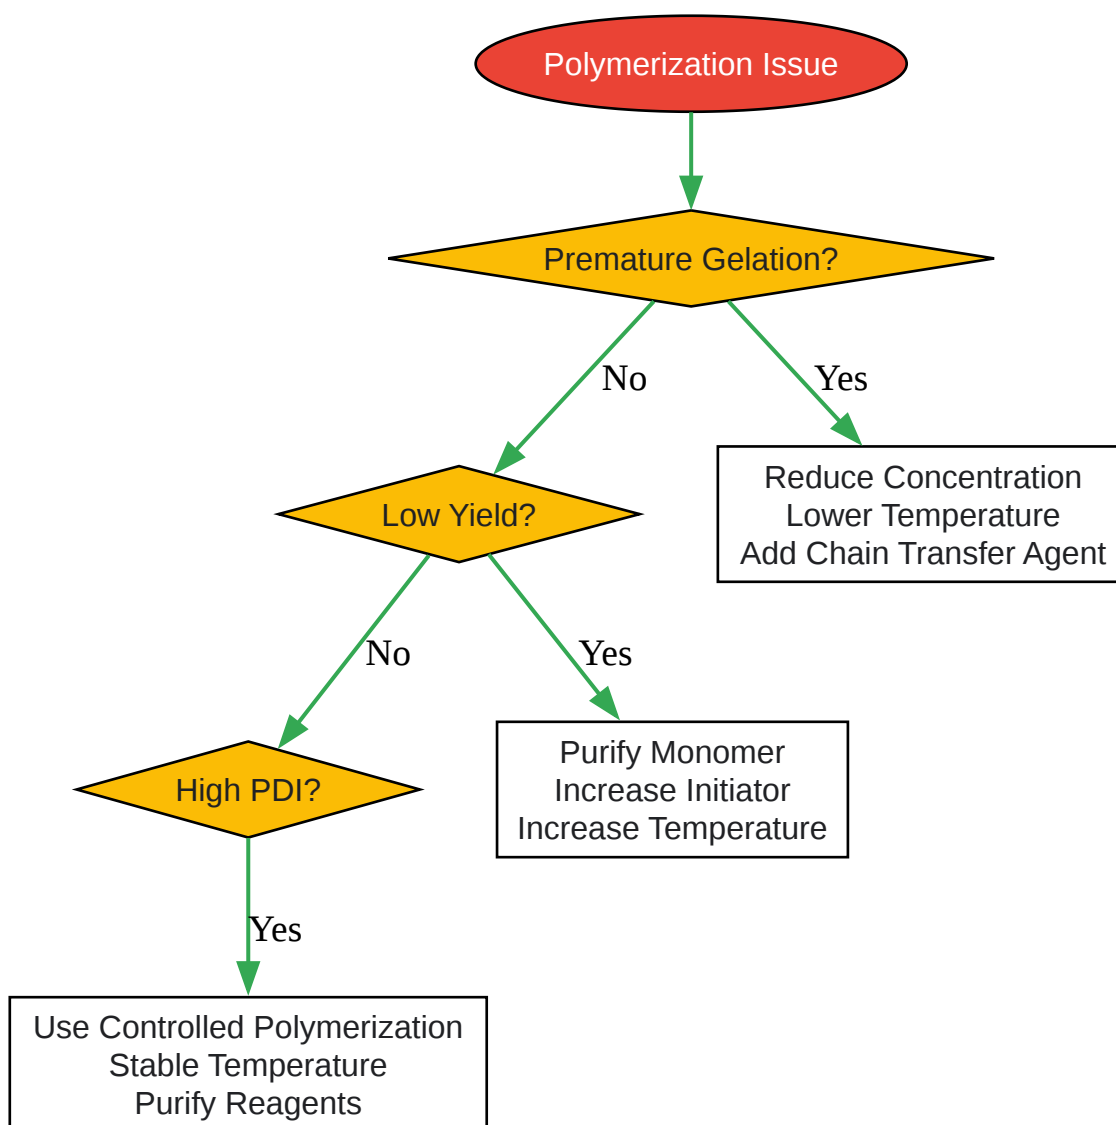 Polymerization Issue
Premature Gelation?
No
Yes
Reduce Concentration
Lower Temperature
Add Chain Transfer Agent
Low Yield?
No
Yes
Purify Monomer
Increase Initiator
Increase Temperature
High PDI?
Yes
Use Controlled Polymerization
Stable Temperature
Purify Reagents